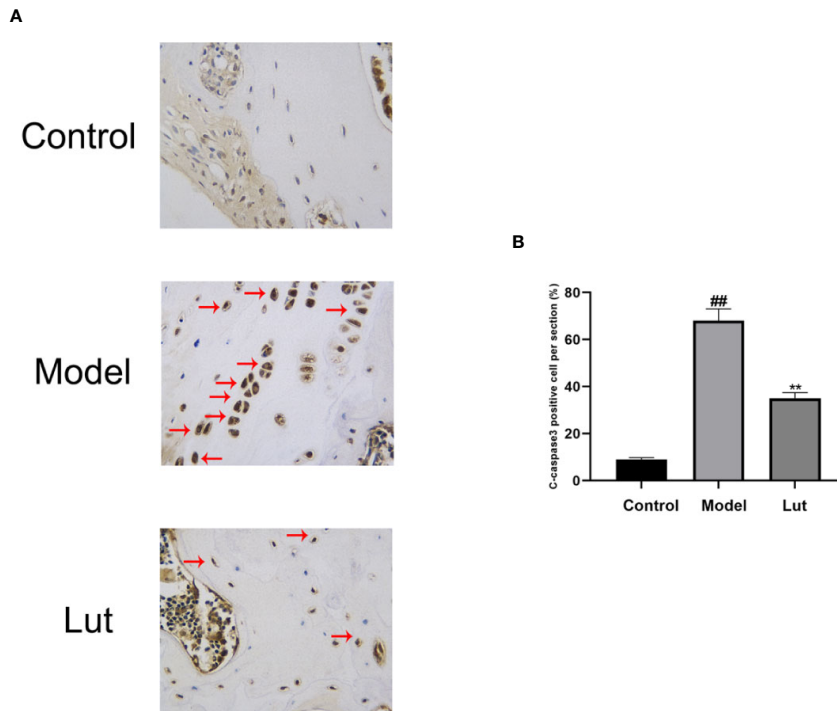 A
Control
Model
Lut
B
C-caspase3 positive cell per section (%)
80
60
40
20
0
##
**
Control Model Lut